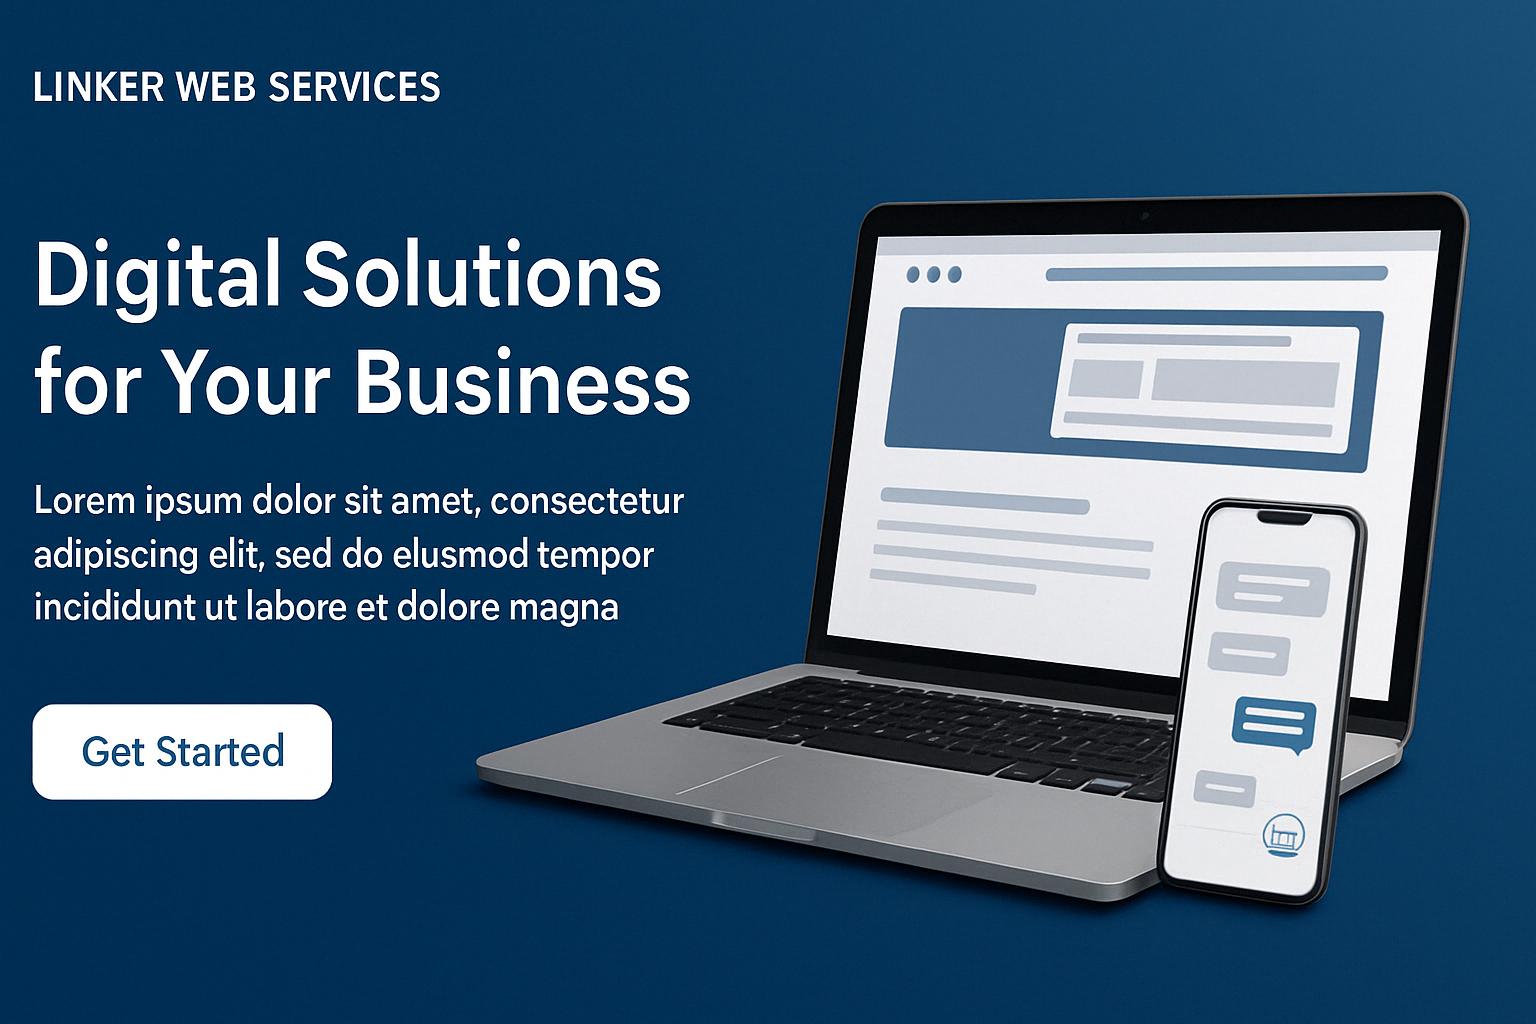 LINKER WEB SERVICES
Digital Solutions
for Your Business
Lorem ipsum dolor sit amet, consectetur
adipiscing elit, sed do elusmod tempor
incididunt ut labore et dolore magna
Get Started